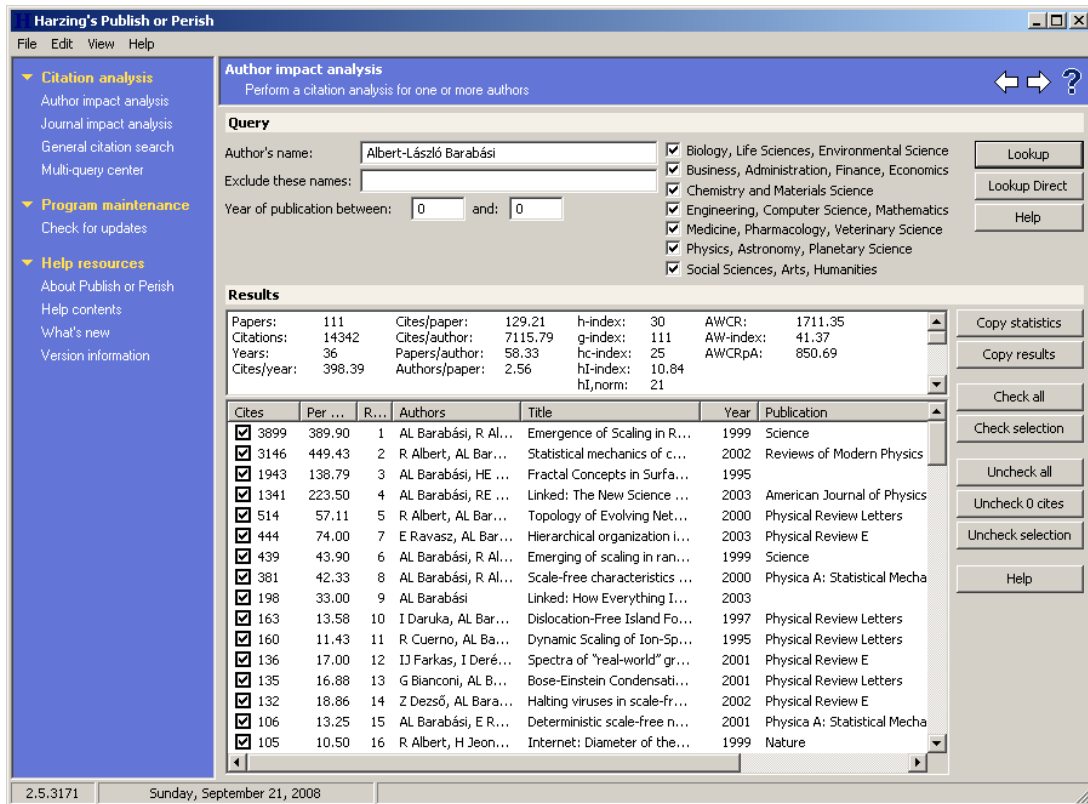 Harzing's Publish or Perish
File Edit View Help
Citation analysis
Author impact analysis
Journal impact analysis
General citation search
Multi-query center
Program maintenance
Check for updates
Help resources
About Publish or Perish
Help contents
What's new
Version information
Author impact analysis
Perform a citation analysis for one or more authors
?
Query
Author's name: Albert-László Barabási
Exclude these names:
Year of publication between: 0 and: 0
Biology, Life Sciences, Environmental Science
Business, Administration, Finance, Economics
Chemistry and Materials Science
Engineering, Computer Science, Mathematics
Medicine, Pharmacology, Veterinary Science
Physics, Astronomy, Planetary Science
Social Sciences, Arts, Humanities
Lookup
Lookup Direct
Help
Results
Papers: 111 Cites/paper: 129.21 h-index: 30 AWCR: 1711.35
Citations: 14342 Cites/author: 7115.79 g-index: 111 AW-index: 41.37
Years: 36 Papers/author: 58.33 hc-index: 25 AWCRpA: 850.69
Cites/year: 398.39 Authors/paper: 2.56 hI-index: 10.84
hI,norm: 21
Cites Per ... R... Authors Title Year Publication
3899 389.90 1 AL Barabási, R Al... Emergence of Scaling in R... 1999 Science
3146 449.43 2 R Albert, AL Bar... Statistical mechanics of c... 2002 Reviews of Modern Physics
1943 138.79 3 AL Barabási, HE ... Fractal Concepts in Surfa... 1995
1341 223.50 4 AL Barabási, RE ... Linked: The New Science ... 2003 American Journal of Physics
514 57.11 5 R Albert, AL Bar... Topology of Evolving Net... 2000 Physical Review Letters
444 74.00 7 E Ravasz, AL Bar... Hierarchical organization i... 2003 Physical Review E
439 43.90 6 AL Barabási, R Al... Emerging of scaling in ran... 1999 Science
381 42.33 8 AL Barabási, R Al... Scale-free characteristics ... 2000 Physica A: Statistical Mecha
198 33.00 9 AL Barabási Linked: How Everything I... 2003
163 13.58 10 I Daruka, AL Bar... Dislocation-Free Island Fo... 1997 Physical Review Letters
160 11.43 11 R Cuerno, AL Ba... Dynamic Scaling of Ion-Sp... 1995 Physical Review Letters
136 17.00 12 IJ Farkas, I Deré... Spectra of "real-world" gr... 2001 Physical Review E
135 16.88 13 G Bianconi, AL B... Bose-Einstein Condensati... 2001 Physical Review Letters
132 18.86 14 Z Dezső, AL Bara... Halting viruses in scale-fr... 2002 Physical Review E
106 13.25 15 AL Barabási, E R... Deterministic scale-free n... 2001 Physica A: Statistical Mecha
105 10.50 16 R Albert, H Jeon... Internet: Diameter of the... 1999 Nature
Copy statistics
Copy results
Check all
Check selection
Uncheck all
Uncheck 0 cites
Uncheck selection
Help
2.5.3171 Sunday, September 21, 2008